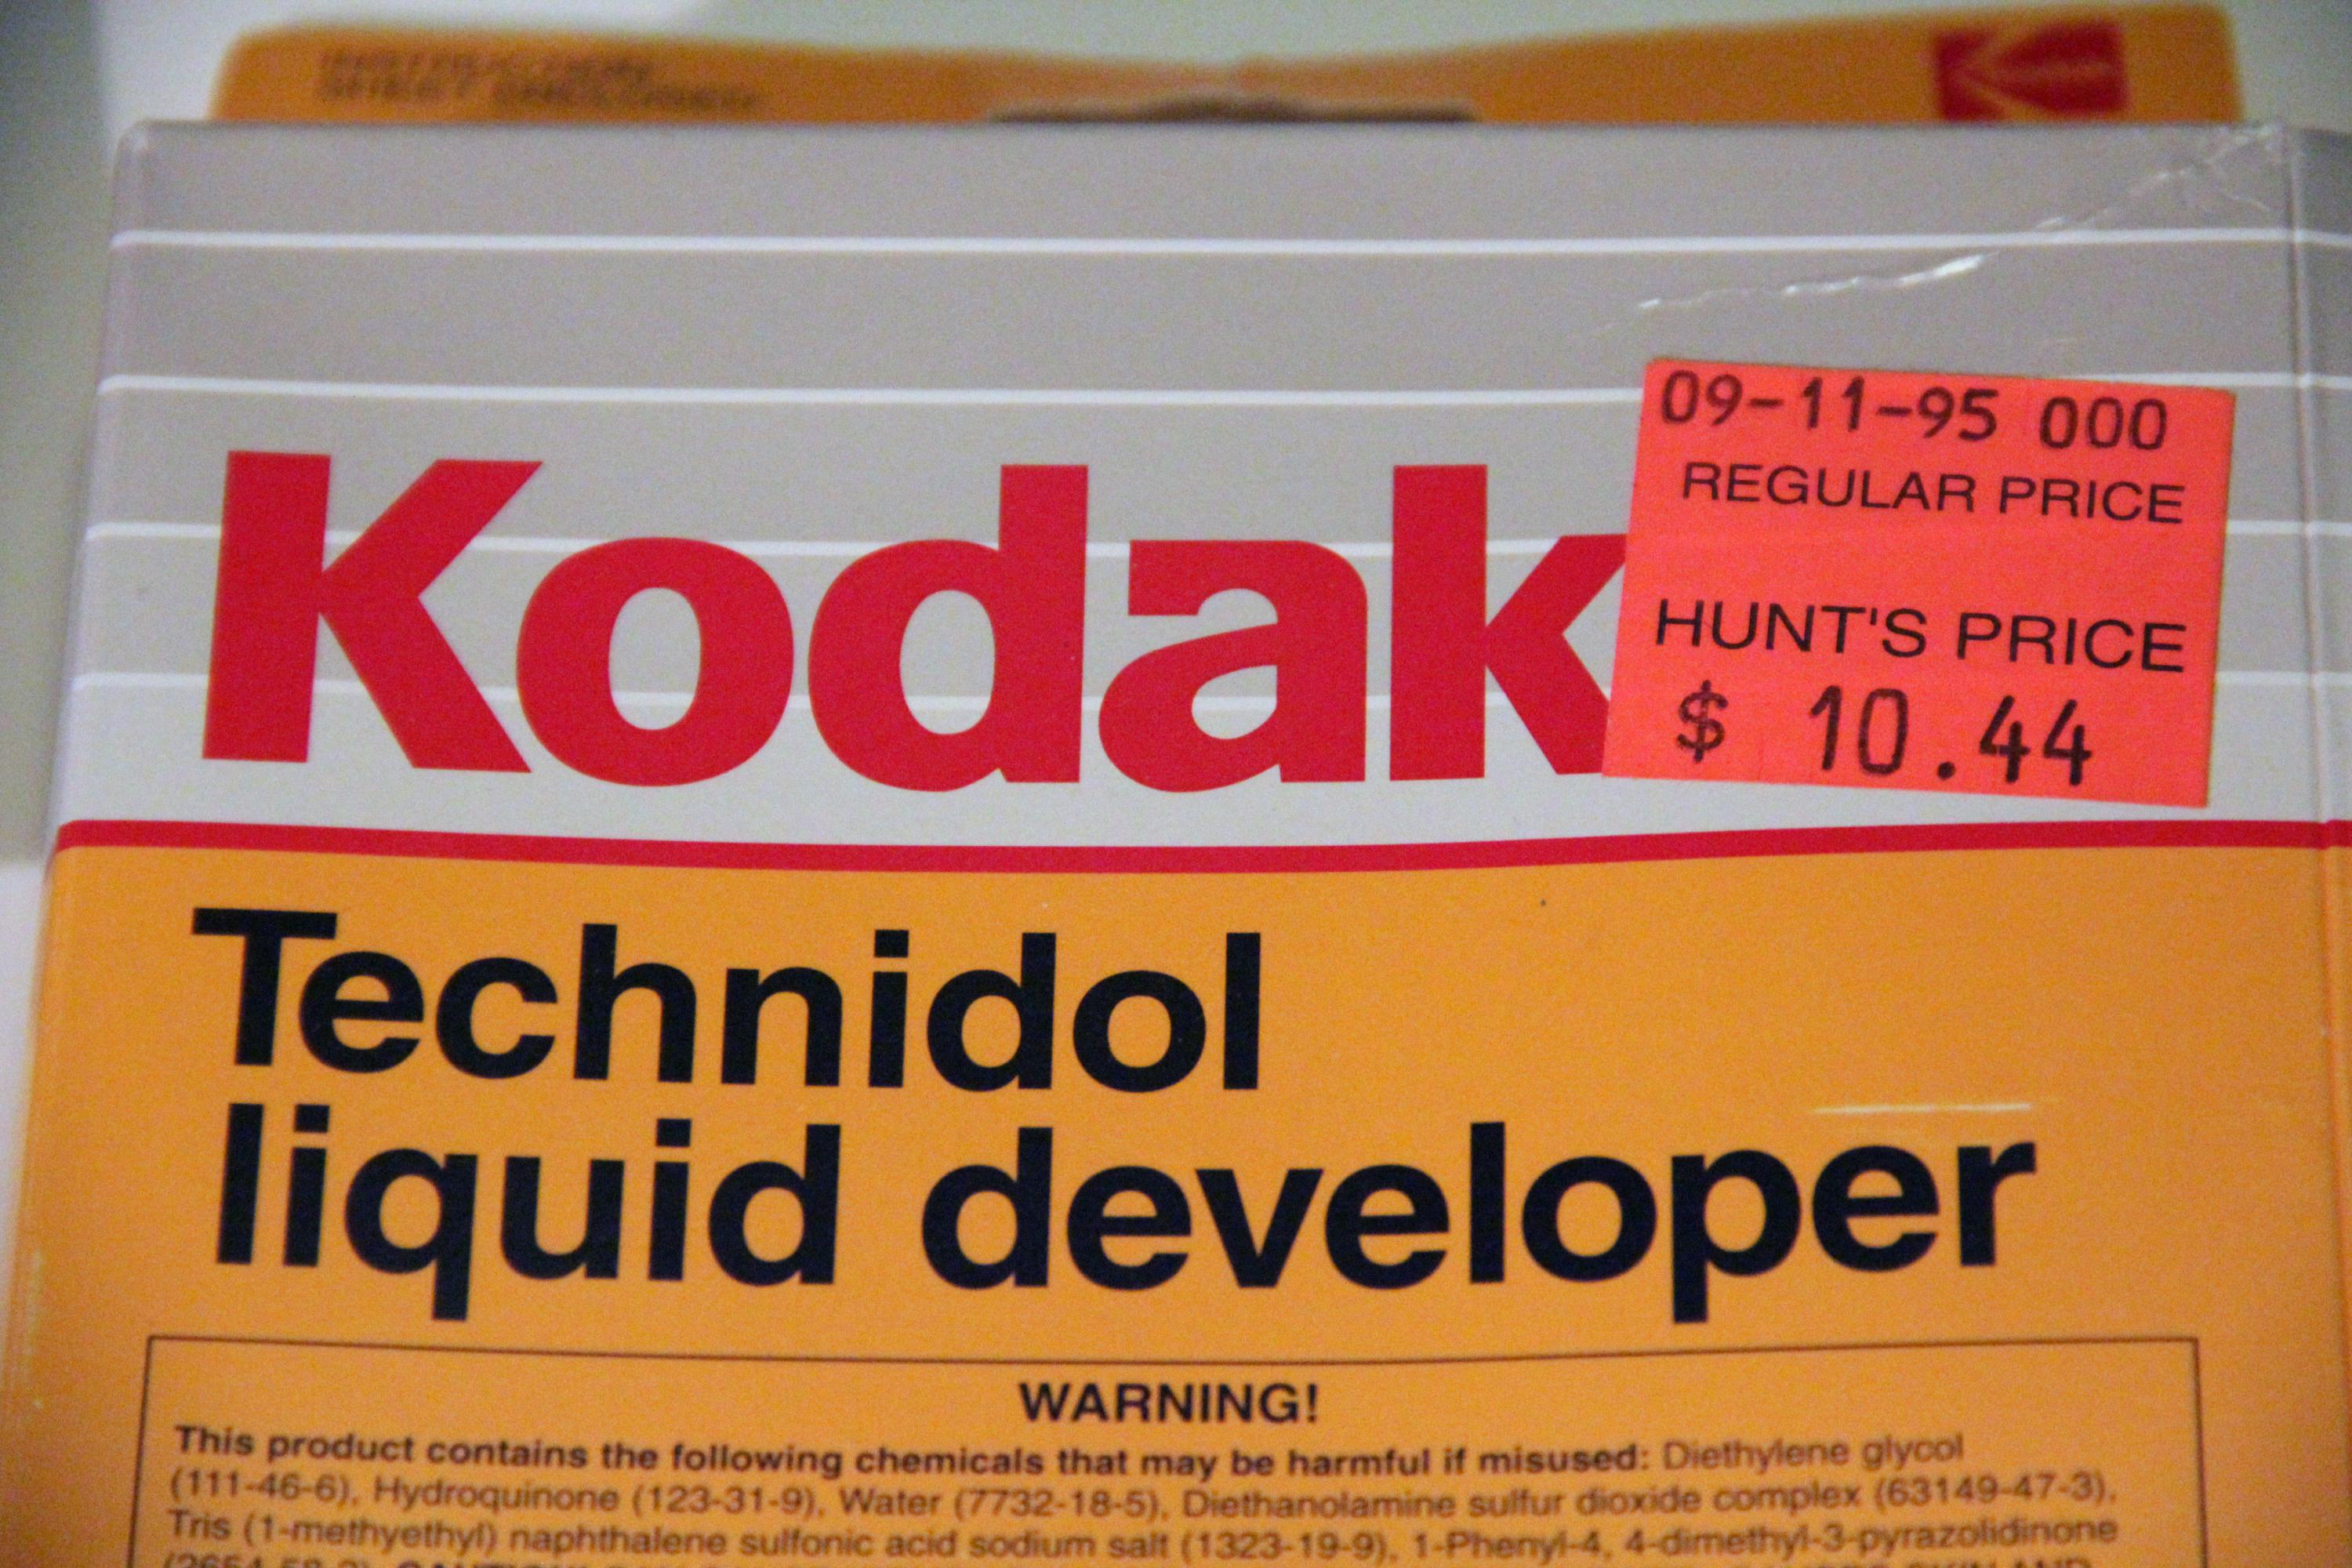 INSTRUCTION
SHEET ENCLOSED
Kodak
09-11-95 000
REGULAR PRICE
HUNT'S PRICE
$ 10.44
Technidol
liquid developer
WARNING!
This product contains the following chemicals that may be harmful if misused: Diethylene glycol
(111-46-6), Hydroquinone (123-31-9), Water (7732-18-5), Diethanolamine sulfur dioxide complex (63149-47-3),
Tris (1-methyethyl) naphthalene sulfonic acid sodium salt (1323-19-9), 1-Phenyl-4, 4-dimethyl-3-pyrazolidinone